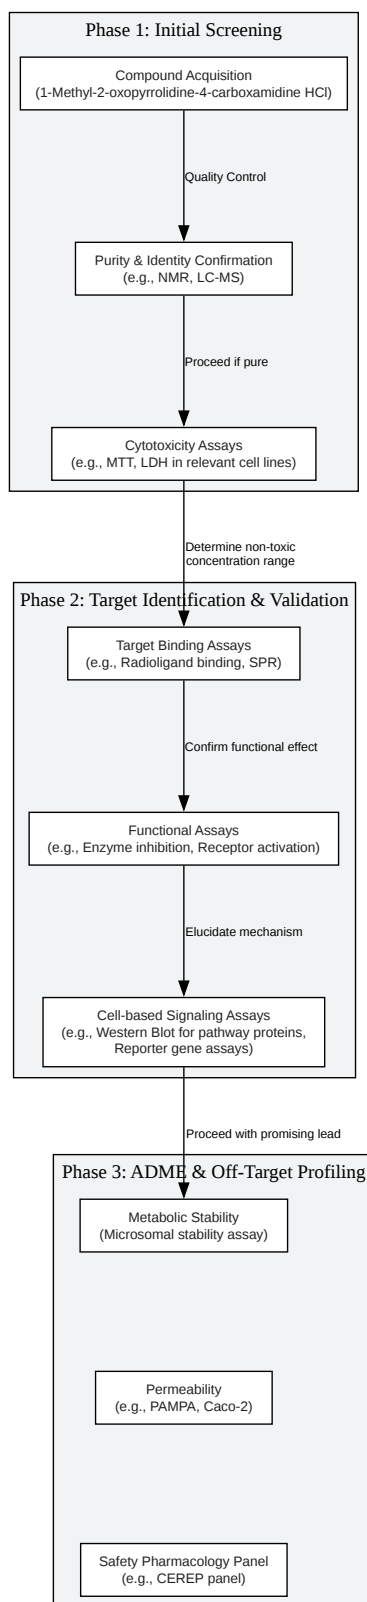 Phase 1: Initial Screening
Compound Acquisition
(1-Methyl-2-oxopyrrolidine-4-carboxamidine HCl)
Quality Control
Purity & Identity Confirmation
(e.g., NMR, LC-MS)
Proceed if pure
Cytotoxicity Assays
(e.g., MTT, LDH in relevant cell lines)
Determine non-toxic
concentration range
Phase 2: Target Identification & Validation
Target Binding Assays
(e.g., Radioligand binding, SPR)
Confirm functional effect
Functional Assays
(e.g., Enzyme inhibition, Receptor activation)
Elucidate mechanism
Cell-based Signaling Assays
(e.g., Western Blot for pathway proteins,
Reporter gene assays)
Proceed with promising lead
Phase 3: ADME & Off-Target Profiling
Metabolic Stability
(Microsomal stability assay)
Permeability
(e.g., PAMPA, Caco-2)
Safety Pharmacology Panel
(e.g., CEREP panel)